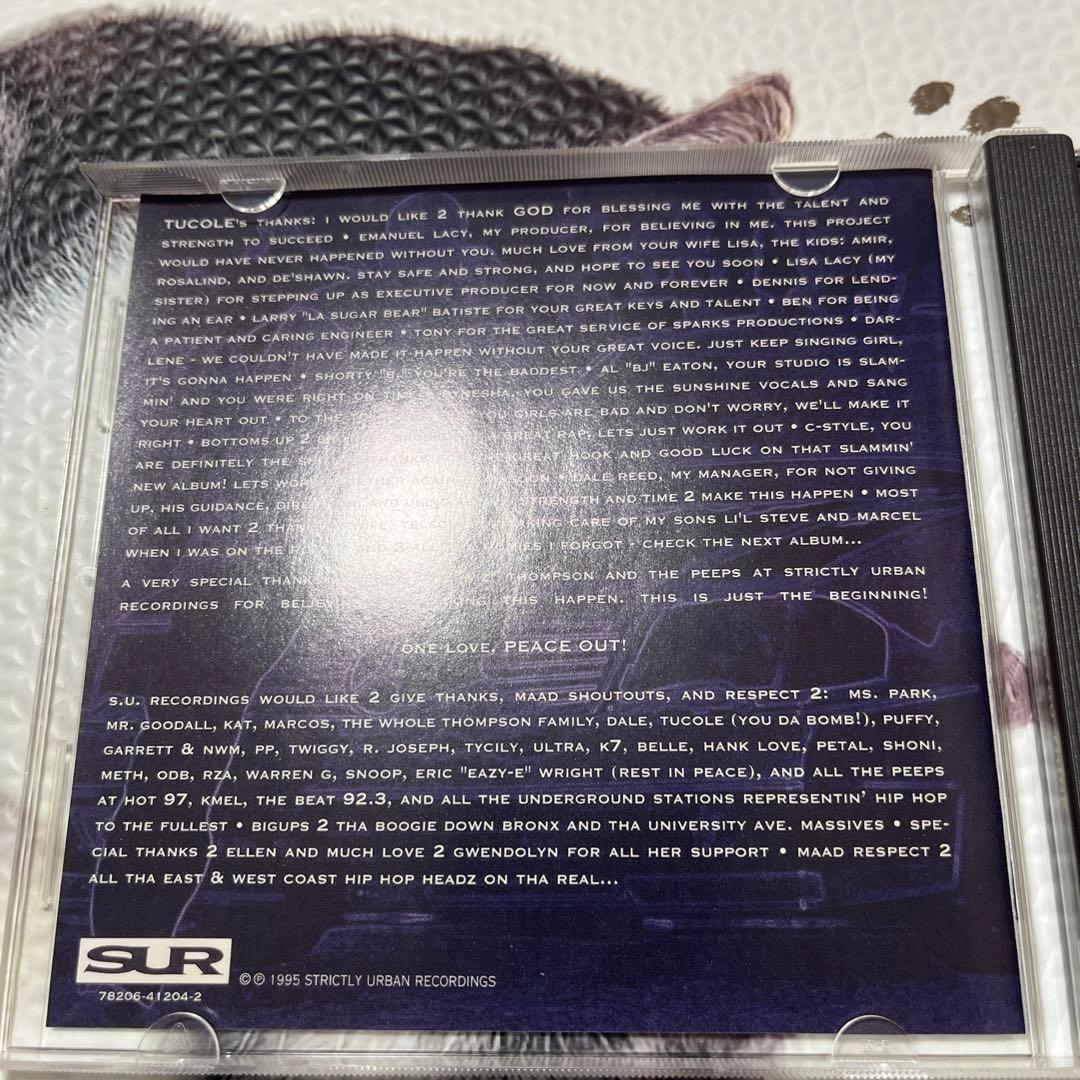 TUCOLE'S THANKS: I WOULD LIKE 2 THANK GOD FOR BLESSING ME WITH THE TALENT AND
STRENGTH TO SUCCEED • EMANUEL LACY, MY PRODUCER, FOR BELIEVING IN ME. THIS PROJECT
WOULD HAVE NEVER HAPPENED WITHOUT YOU. MUCH LOVE FROM YOUR WIFE LISA, THE KIDS: AMIR,
ROSALIND, AND DE'SHAWN. STAY SAFE AND STRONG, AND HOPE TO SEE YOU SOON • LISA LACY (MY
SISTER) FOR STEPPING UP AS EXECUTIVE PRODUCER FOR NOW AND FOREVER • DENNIS FOR LEND-
ING AN EAR • LARRY "LA SUGAR BEAR" BATISTE FOR YOUR GREAT KEYS AND TALENT • BEN FOR BEING
A PATIENT AND CARING ENGINEER • TONY FOR THE GREAT SERVICE OF SPARKS PRODUCTIONS • DAR-
LENE - WE COULDN'T HAVE MADE IT HAPPEN WITHOUT YOUR GREAT VOICE. JUST KEEP SINGING GIRL,
IT'S GONNA HAPPEN • SHORTY "B," YOU'RE THE BADDEST • AL "BJ" EATON, YOUR STUDIO IS SLAM-
MIN' AND YOU WERE RIGHT ON YOU GAVE US THE SUNSHINE VOCALS AND SANG
YOUR HEART OUT • TO THE YOU GIRLS ARE BAD AND DON'T WORRY, WE'LL MAKE IT
RIGHT • BOTTOMS UP 2 GREAT RAP, LETS JUST WORK IT OUT • C-STYLE, YOU
ARE DEFINITELY THE GREAT HOOK AND GOOD LUCK ON THAT SLAMMIN'
NEW ALBUM! LETS SOON • DALE REED, MY MANAGER, FOR NOT GIVING
UP, HIS GUIDANCE, AND STRENGTH AND TIME 2 MAKE THIS HAPPEN • MOST
OF ALL I WANT 2 TAKING CARE OF MY SONS LI'L STEVE AND MARCEL
WHEN I WAS ON THE I FORGOT - CHECK THE NEXT ALBUM...
A VERY SPECIAL THANKS THOMPSON AND THE PEEPS AT STRICTLY URBAN
RECORDINGS FOR THIS HAPPEN. THIS IS JUST THE BEGINNING!
ONE LOVE, PEACE OUT!
S.U. RECORDINGS WOULD LIKE 2 GIVE THANKS, MAAD SHOUTOUTS, AND RESPECT 2: MS. PARK,
MR. GOODALL, KAT, MARCOS, THE WHOLE THOMPSON FAMILY, DALE, TUCOLE (YOU DA BOMB!), PUFFY,
GARRETT & NWM, PP, TWIGGY, R. JOSEPH, TYCILY, ULTRA, K7, BELLE, HANK LOVE, PETAL, SHONI,
METH, ODB, RZA, WARREN G, SNOOP, ERIC "EAZY-E" WRIGHT (REST IN PEACE), AND ALL THE PEEPS
AT HOT 97, KMEL, THE BEAT 92.3, AND ALL THE UNDERGROUND STATIONS REPRESENTIN' HIP HOP
TO THE FULLEST • BIGUPS 2 THA BOOGIE DOWN BRONX AND THA UNIVERSITY AVE. MASSIVES • SPE-
CIAL THANKS 2 ELLEN AND MUCH LOVE 2 GWENDOLYN FOR ALL HER SUPPORT • MAAD RESPECT 2
ALL THA EAST & WEST COAST HIP HOP HEADZ ON THA REAL...
SUR
©℗ 1995 STRICTLY URBAN RECORDINGS
78206-41204-2